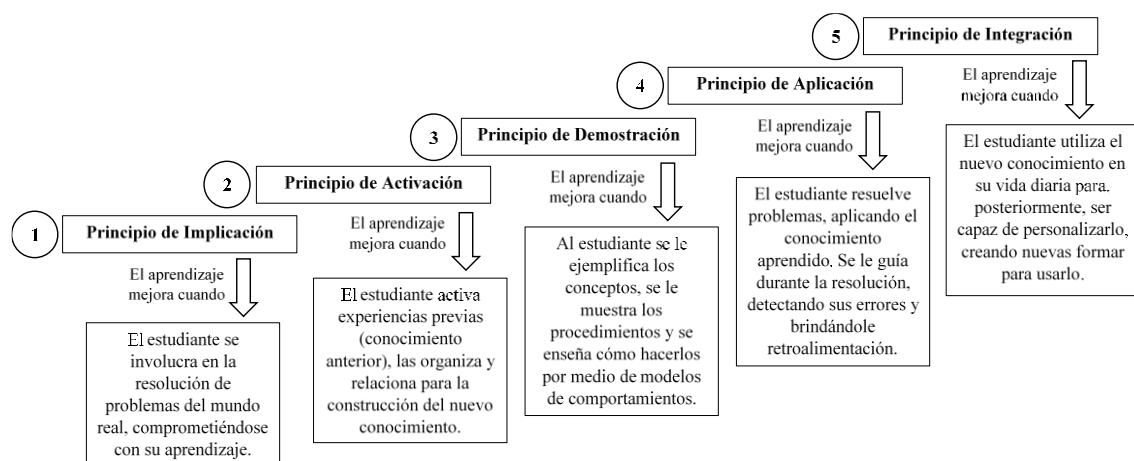 1
Principio de Implicación
El aprendizaje
mejora cuando
El estudiante se
involucra en la
resolución de
problemas del mundo
real, comprometiéndose
con su aprendizaje.
2
Principio de Activación
El aprendizaje
mejora cuando
El estudiante activa
experiencias previas
(conocimiento
anterior), las organiza y
relaciona para la
construcción del nuevo
conocimiento.
3
Principio de Demostración
El aprendizaje
mejora cuando
Al estudiante se le
ejemplifica los
conceptos, se le
muestra los
procedimientos y se
enseña cómo hacerlos
por medio de modelos
de comportamientos.
4
Principio de Aplicación
El aprendizaje
mejora cuando
El estudiante resuelve
problemas, aplicando el
conocimiento
aprendido. Se le guía
durante la resolución,
detectando sus errores y
brindándole
retroalimentación.
5
Principio de Integración
El aprendizaje
mejora cuando
El estudiante utiliza el
nuevo conocimiento en
su vida diaria para.
posteriormente, ser
capaz de personalizarlo,
creando nuevas formar
para usarlo.